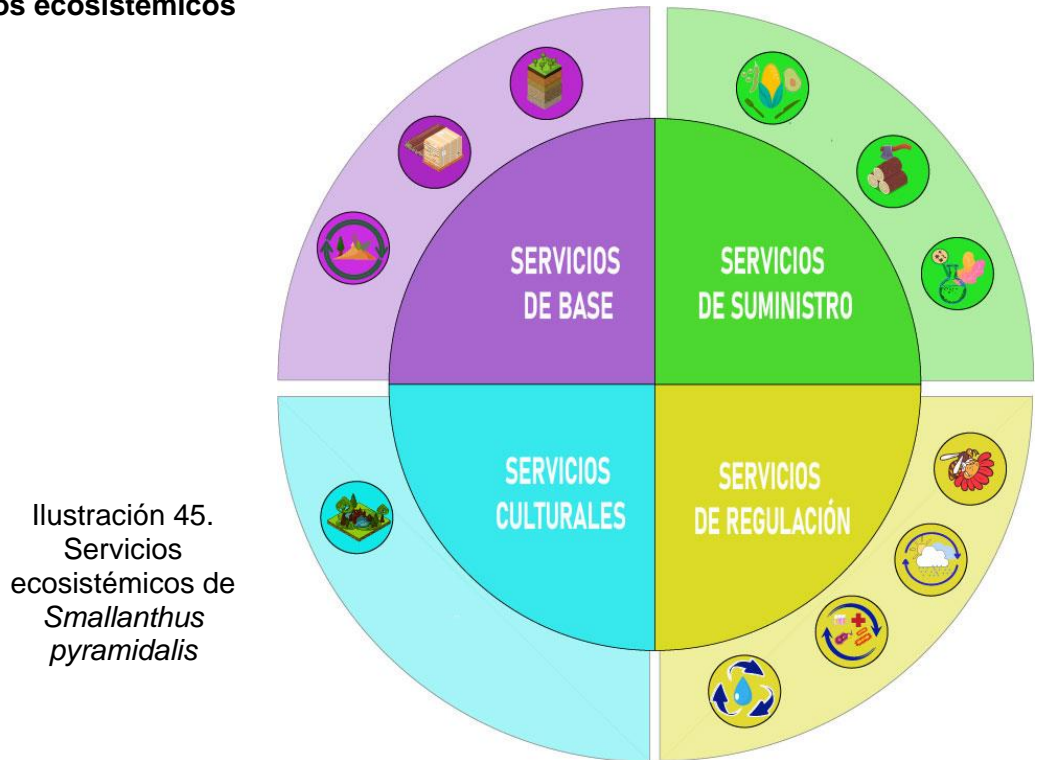 os ecosistémicos
SERVICIOS
DE BASE
SERVICIOS
DE SUMINISTRO
SERVICIOS
CULTURALES
SERVICIOS
DE REGULACIÓN
Ilustración 45.
Servicios
ecosistémicos de
Smallanthus
pyramidalis